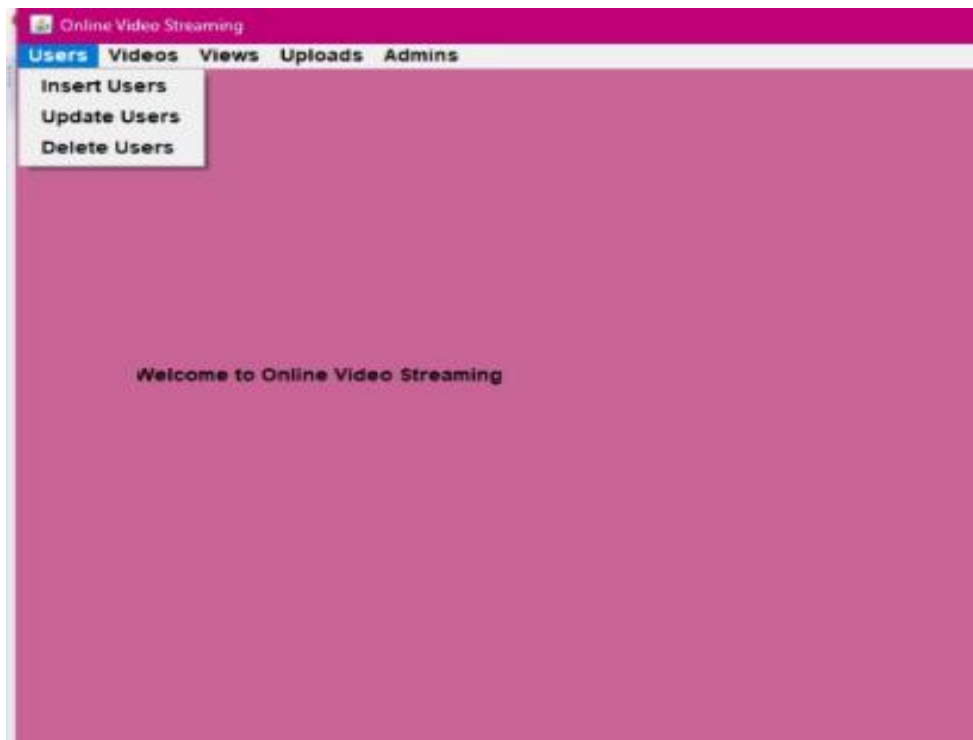 Online Video Streaming
Users Videos Views Uploads Admins
Insert Users
Update Users
Delete Users
Welcome to Online Video Streaming